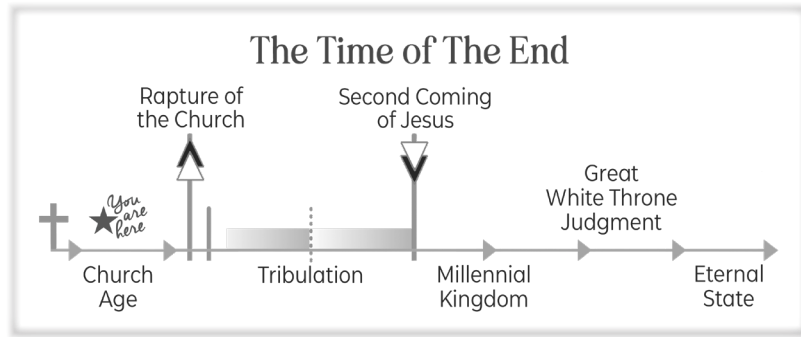 The Time of The End
Rapture of
the Church
Second Coming
of Jesus
Great
White Throne
Judgment
You
are
here
Church
Age
Tribulation
Millennial
Kingdom
Eternal
State